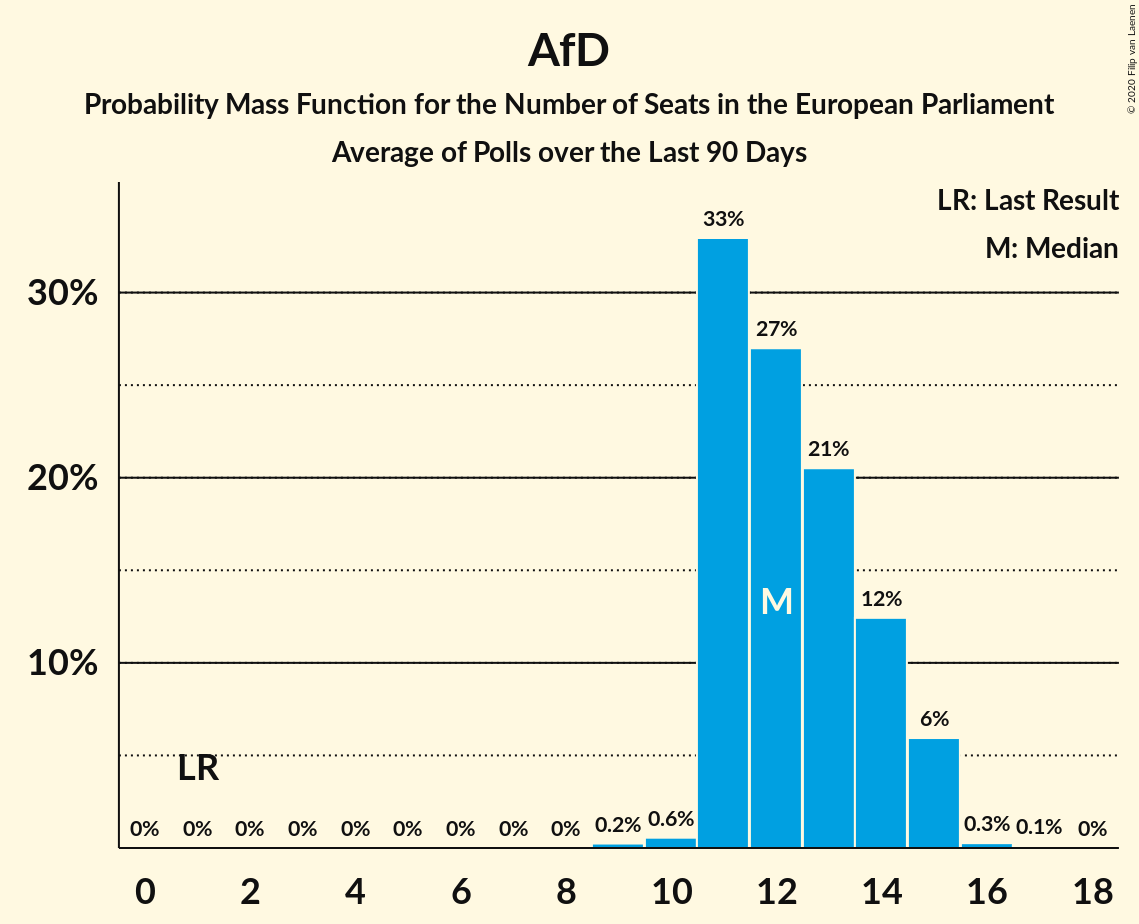 AfD
Probability Mass Function for the Number of Seats in the European Parliament
Average of Polls over the Last 90 Days
© 2020 Filip van Laenen
LR: Last Result
M: Median
33%
30%
27%
21%
20%
12%
M
10%
6%
LR
0% 0% 0% 0% 0% 0% 0% 0% 0% 0.2% 0.6% 0.3% 0.1% 0%
0 2 4 6 8 10 12 14 16 18